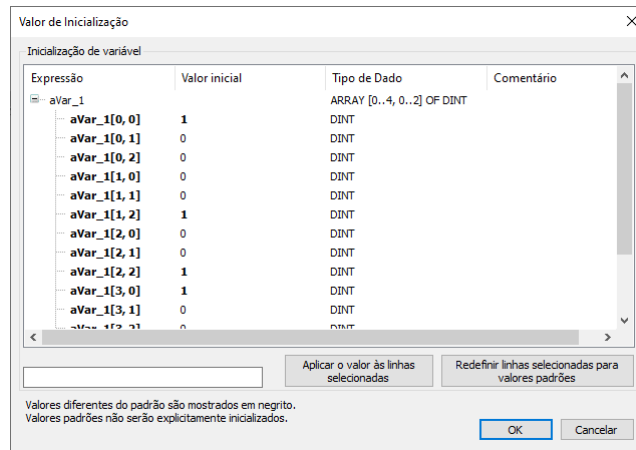 Valor de Inicialização
Inicialização de variável
Expressão Valor inicial Tipo de Dado Comentário
aVar_1 ARRAY [0..4, 0..2] OF DINT
aVar_1[0, 0] 1 DINT
aVar_1[0, 1] 0 DINT
aVar_1[0, 2] 0 DINT
aVar_1[1, 0] 0 DINT
aVar_1[1, 1] 0 DINT
aVar_1[1, 2] 1 DINT
aVar_1[2, 0] 0 DINT
aVar_1[2, 1] 0 DINT
aVar_1[2, 2] 1 DINT
aVar_1[3, 0] 1 DINT
aVar_1[3, 1] 0 DINT
aVar_1[3, 2] 0 DINT
Aplicar o valor às linhas
selecionadas
Redefinir linhas selecionadas para
valores padrões
Valores diferentes do padrão são mostrados em negrito.
Valores padrões não serão explicitamente inicializados.
OK Cancelar